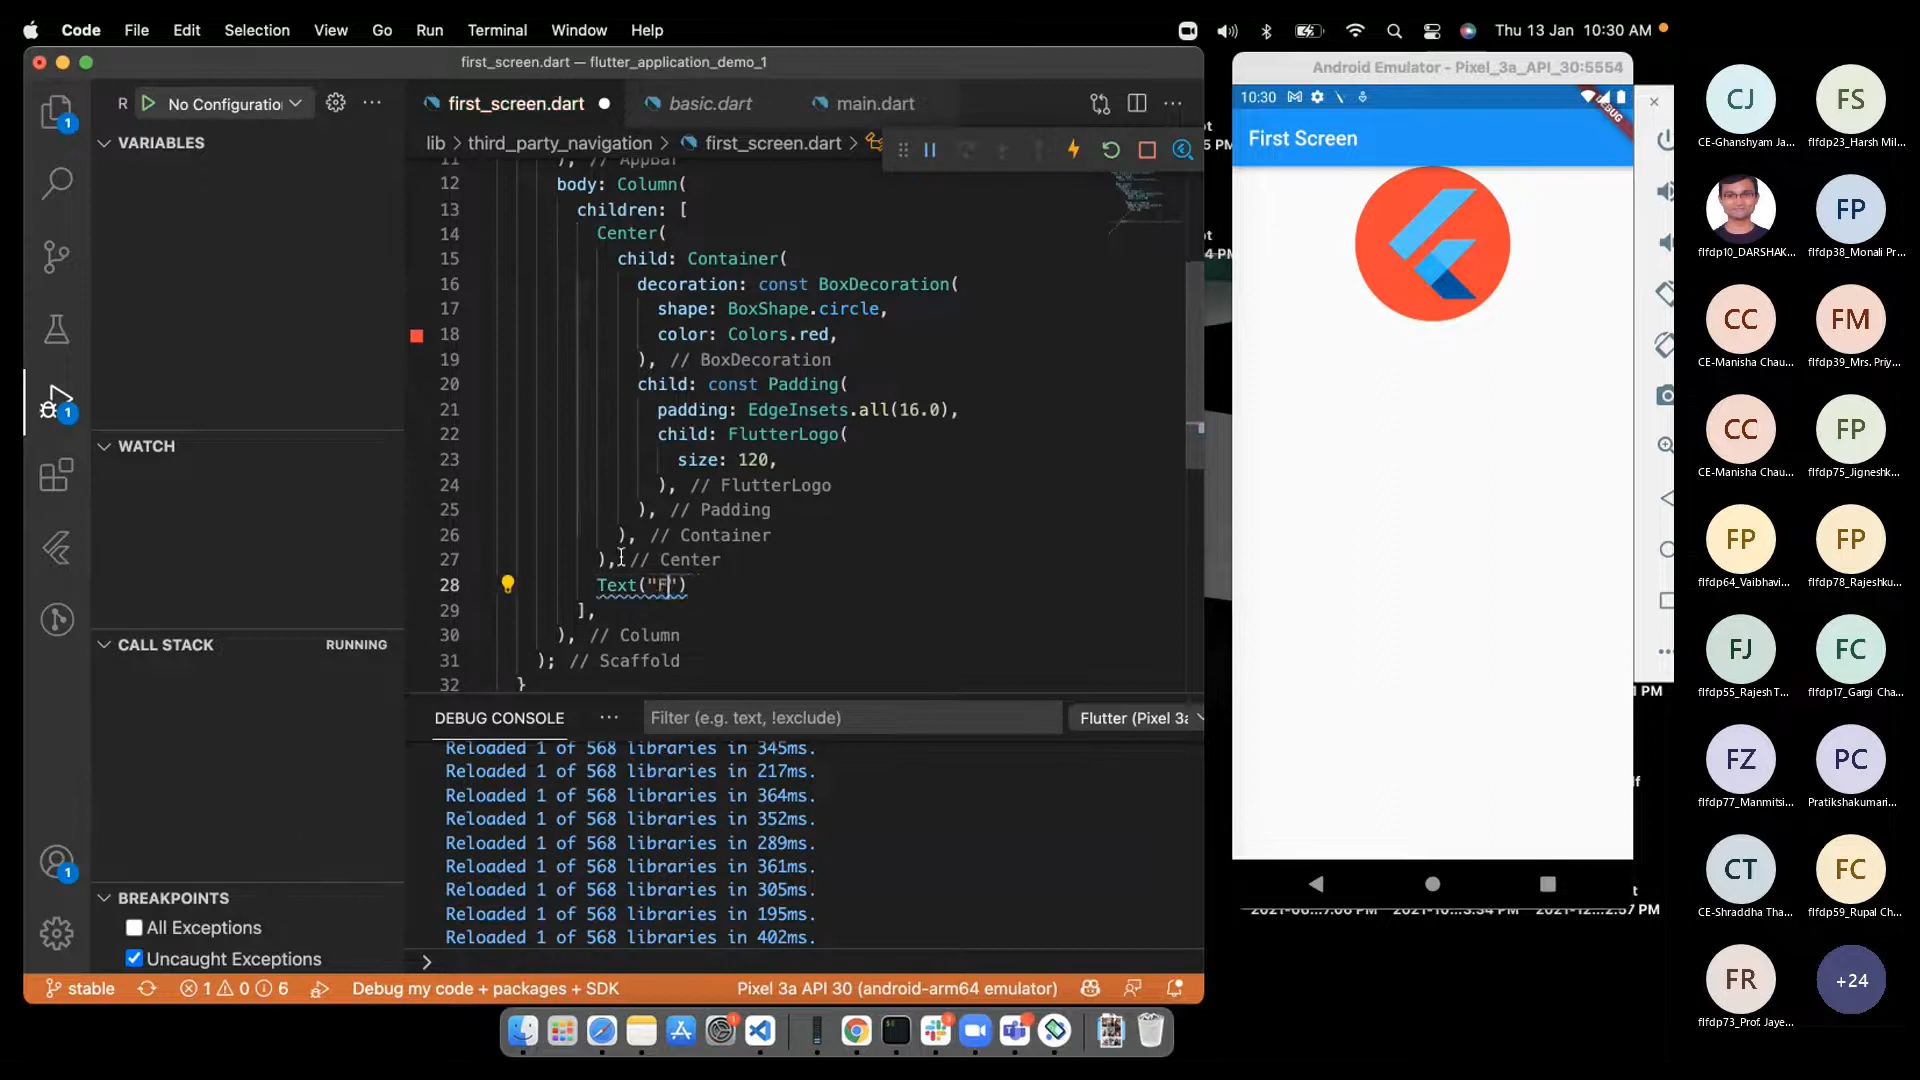 Code File Edit Selection View Go Run Terminal Window Help
Thu 13 Jan 10:30 AM
first_screen.dart — flutter_application_demo_1
R No Configuratio
first_screen.dart
basic.dart
main.dart
lib > third_party_navigation > first_screen.dart >
VARIABLES
WATCH
CALL STACK
RUNNING
BREAKPOINTS
All Exceptions
Uncaught Exceptions
11 ), // AppBar
12 body: Column(
13 children: [
14 Center(
15 child: Container(
16 decoration: const BoxDecoration(
17 shape: BoxShape.circle,
18 color: Colors.red,
19 ), // BoxDecoration
20 child: const Padding(
21 padding: EdgeInsets.all(16.0),
22 child: FlutterLogo(
23 size: 120,
24 ), // FlutterLogo
25 ), // Padding
26 ), // Container
27 ), // Center
28 Text("F")
29 ],
30 ), // Column
31 ); // Scaffold
32 }
DEBUG CONSOLE
Filter (e.g. text, !exclude)
Flutter (Pixel 3a
Reloaded 1 of 568 libraries in 345ms.
Reloaded 1 of 568 libraries in 217ms.
Reloaded 1 of 568 libraries in 364ms.
Reloaded 1 of 568 libraries in 352ms.
Reloaded 1 of 568 libraries in 289ms.
Reloaded 1 of 568 libraries in 361ms.
Reloaded 1 of 568 libraries in 305ms.
Reloaded 1 of 568 libraries in 195ms.
Reloaded 1 of 568 libraries in 402ms.
>
stable 1 0 6 Debug my code + packages + SDK
Pixel 3a API 30 (android-arm64 emulator)
Android Emulator - Pixel_3a_API_30:5554
10:30
DEBUG
First Screen
CJ
CE-Ghanshyam Ja...
FS
flfdp23_Harsh Mil...
flfdp10_DARSHAK...
FP
flfdp38_Monali Pr...
CC
CE-Manisha Chau...
FM
flfdp39_Mrs. Priy...
CC
CE-Manisha Chau...
FP
flfdp75_Jigneshk...
FP
flfdp64_Vaibhavi...
FP
flfdp78_Rajeshku...
FJ
flfdp55_Rajesh T...
FC
flfdp17_Gargi Cha...
FZ
flfdp77_Manmitsi...
PC
Pratikshakumari...
CT
CE-Shraddha Tha...
FC
flfdp59_Rupal Ch...
FR
flfdp73_Prof. Jaye...
+24